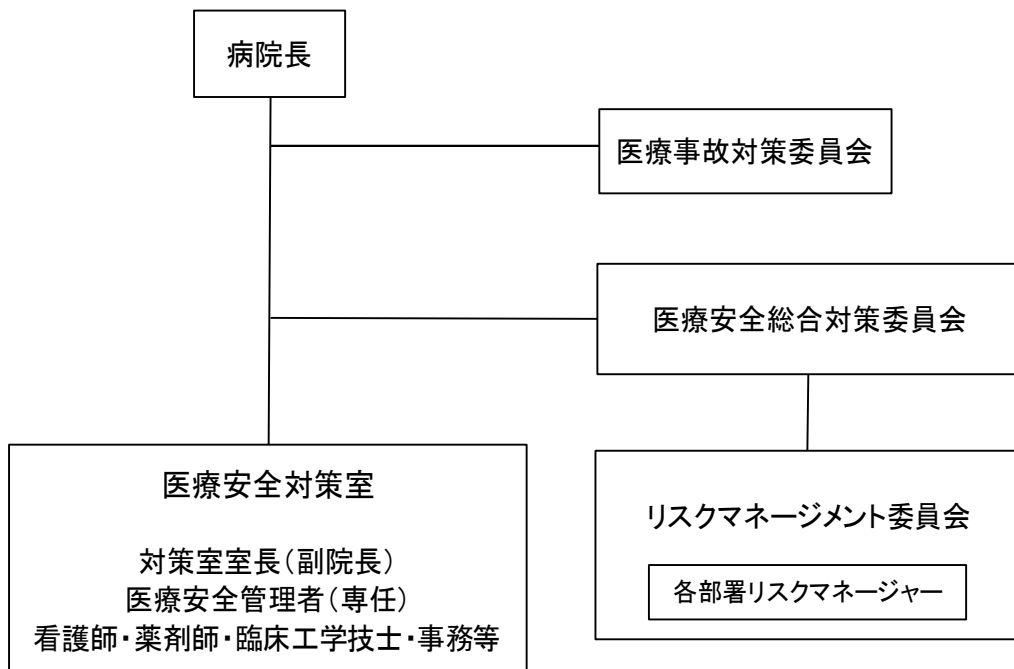 病院長
医療事故対策委員会
医療安全総合対策委員会
医療安全対策室
対策室室長(副院長)
医療安全管理者(専任)
看護師・薬剤師・臨床工学技士・事務等
リスクマネージメント委員会
各部署リスクマネージャー